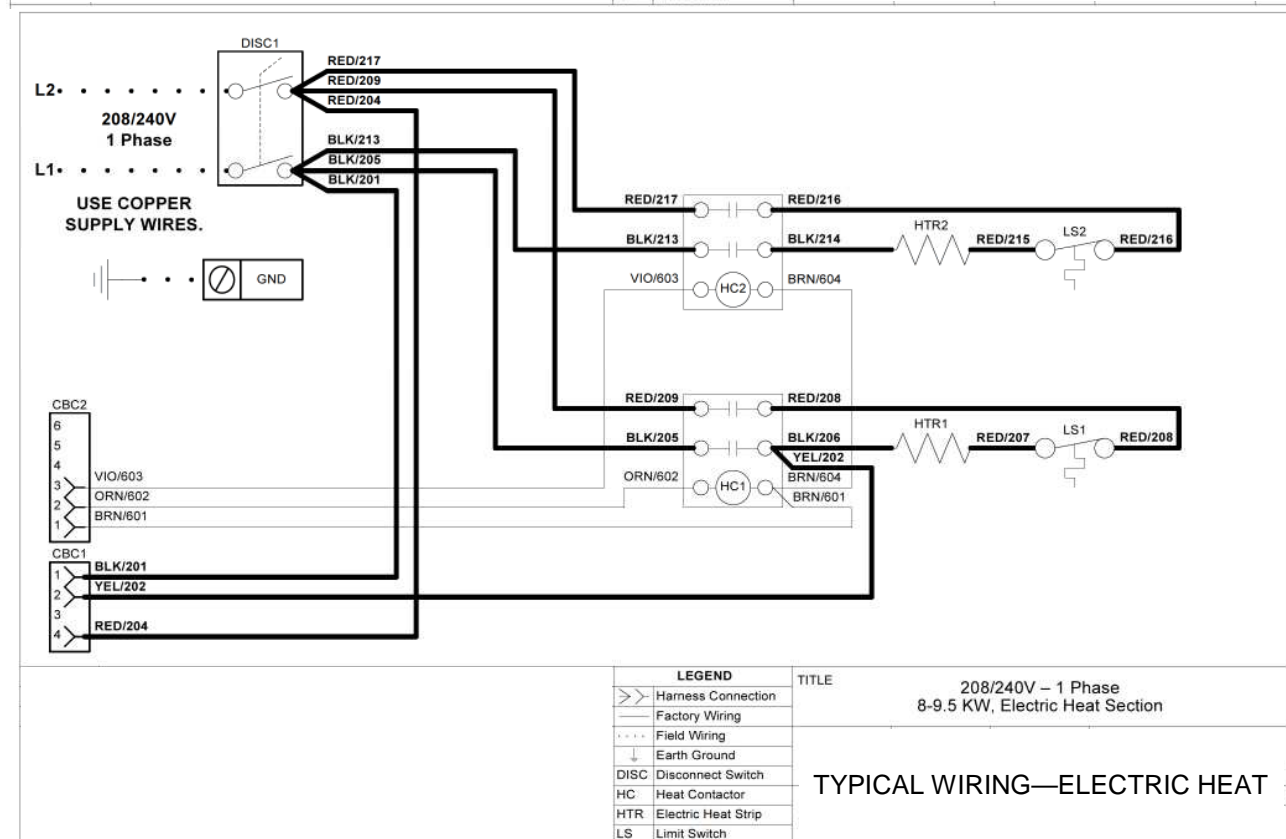 DISC1
RED/217
RED/209
RED/204
L2
208/240V
1 Phase
BLK/213
BLK/205
BLK/201
L1
USE COPPER
SUPPLY WIRES.
GND
RED/217
RED/216
BLK/213
BLK/214
HTR2
RED/215
LS2
RED/216
VIO/603
HC2
BRN/604
RED/209
RED/208
BLK/205
BLK/206
HTR1
RED/207
LS1
RED/208
YEL/202
ORN/602
HC1
BRN/604
BRN/601
CBC2
6
5
4
3
VIO/603
2
ORN/602
1
BRN/601
CBC1
1
BLK/201
2
YEL/202
3
4
RED/204
LEGEND
Harness Connection
Factory Wiring
Field Wiring
Earth Ground
DISC Disconnect Switch
HC Heat Contactor
HTR Electric Heat Strip
LS Limit Switch
TITLE
208/240V – 1 Phase
8-9.5 KW, Electric Heat Section
TYPICAL WIRING—ELECTRIC HEAT